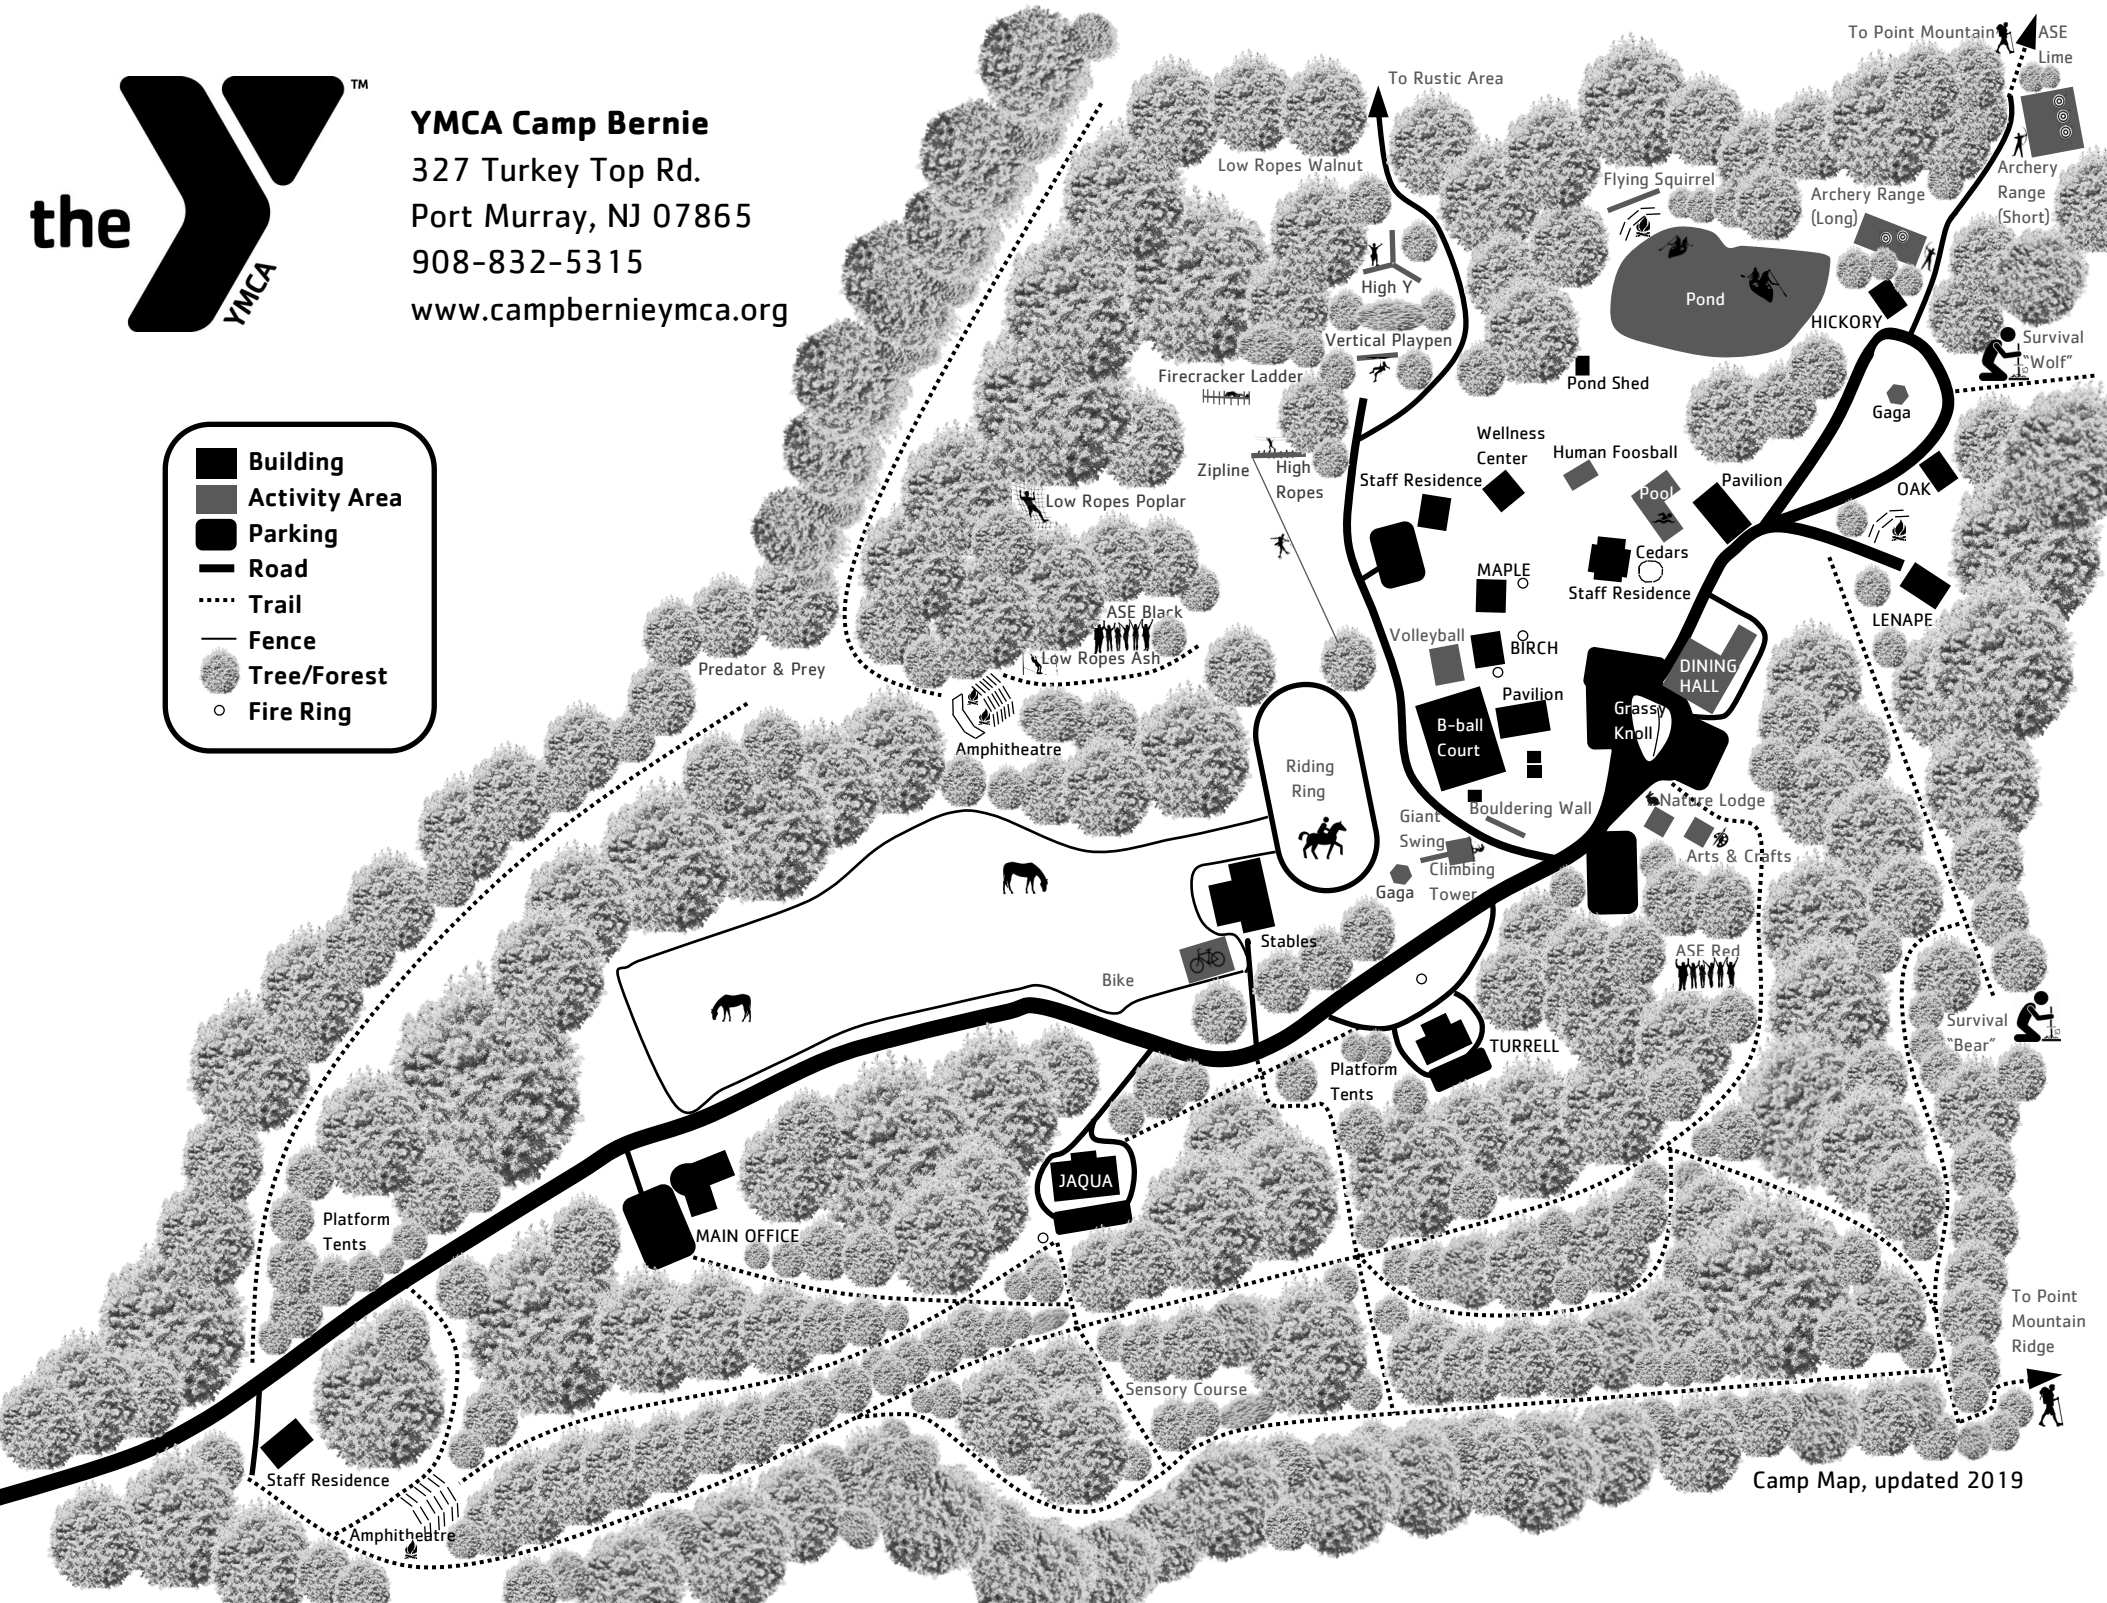 the
YMCA
TM
YMCA Camp Bernie
327 Turkey Top Rd.
Port Murray, NJ 07865
908-832-5315
www.campbernieymca.org
Building
Activity Area
Parking
Road
Trail
Fence
Tree/Forest
Fire Ring
To Point Mountain
ASE
Lime
To Rustic Area
Low Ropes Walnut
Flying Squirrel
Archery Range
(Long)
Archery
Range
(Short)
High Y
Pond
HICKORY
Vertical Playpen
Survival
“Wolf”
Firecracker Ladder
Pond Shed
Gaga
Wellness
Center
Human Foosball
Zipline
High
Ropes
Staff Residence
Pool
Pavilion
OAK
Low Ropes Poplar
Cedars
MAPLE
Staff Residence
LENAPE
ASE Black
Low Ropes Ash
Volleyball
BIRCH
Predator & Prey
DINING
HALL
Pavilion
Grassy
Knoll
B-ball
Court
Amphitheatre
Riding
Ring
Nature Lodge
Bouldering Wall
Giant
Swing
Climbing
Tower
Gaga
Arts & Crafts
Stables
ASE Red
Bike
Survival
“Bear”
TURRELL
Platform
Tents
JAQUA
MAIN OFFICE
Platform
Tents
To Point
Mountain
Ridge
Sensory Course
Staff Residence
Amphitheatre
Camp Map, updated 2019